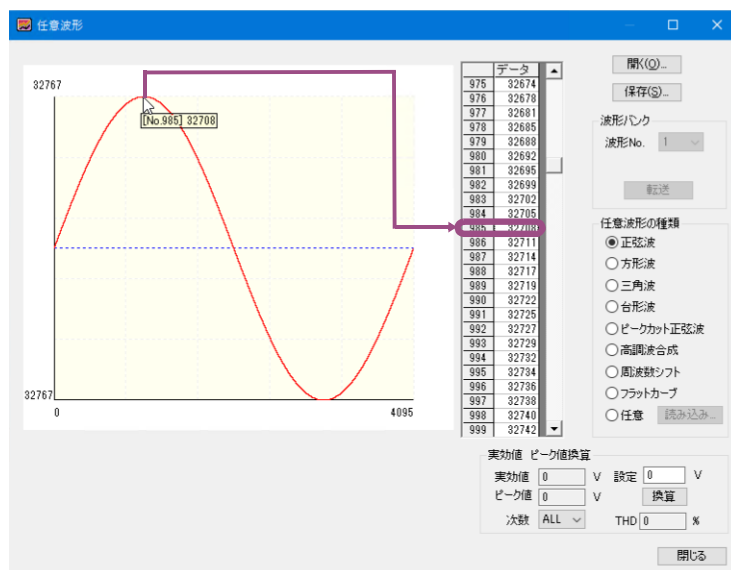 任意波形
32767
[No.985] 32708
32767
0 4095
データ
975 32674
976 32678
977 32681
978 32685
979 32688
980 32692
981 32695
982 32699
983 32702
984 32705
985 32708
986 32711
987 32714
988 32717
989 32719
990 32722
991 32725
992 32727
993 32729
994 32732
995 32734
996 32736
997 32738
998 32740
999 32742
開く(O)...
保存(S)...
波形バンク
波形No. 1
転送
任意波形の種類
正弦波
方形波
三角波
台形波
ピークカット正弦波
高調波合成
周波数シフト
フラットカーブ
任意 読み込み...
実効値 ピーク値換算
実効値 0 V 設定 0 V
ピーク値 0 V 換算
次数 ALL THD 0 %
閉じる